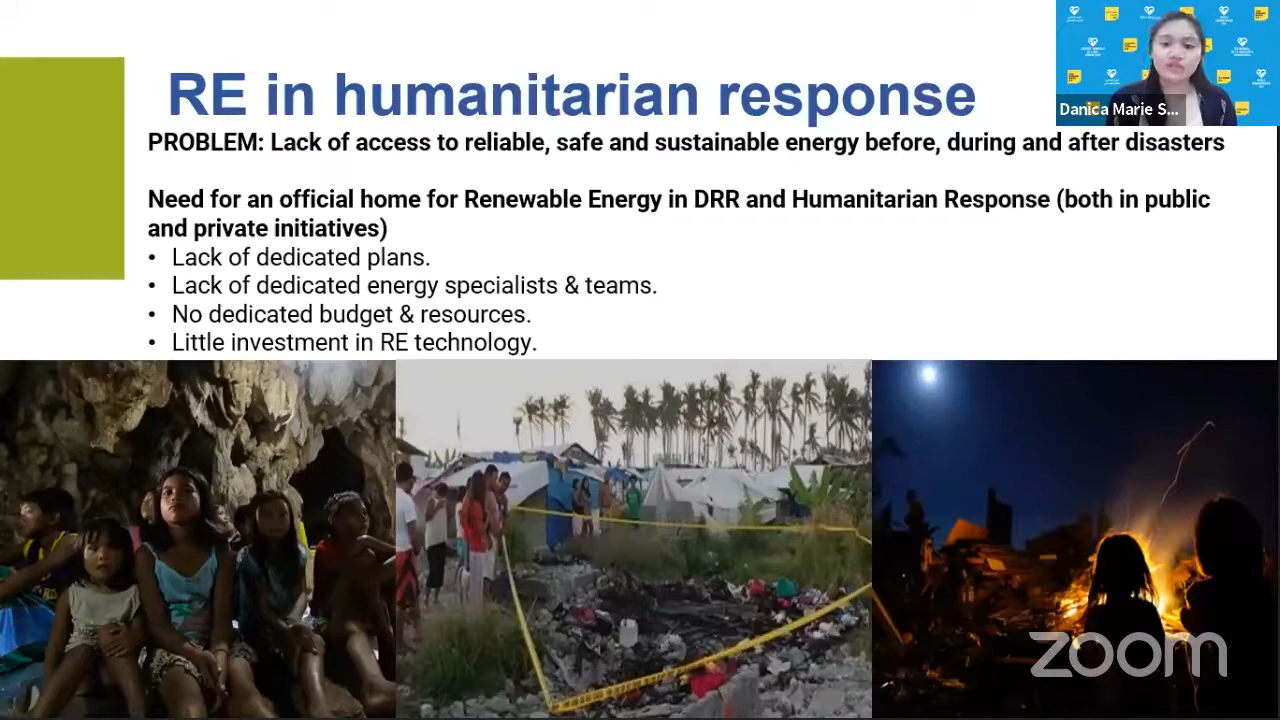 RE in humanitarian response
Danica Marie S...
PROBLEM: Lack of access to reliable, safe and sustainable energy before, during and after disasters
Need for an official home for Renewable Energy in DRR and Humanitarian Response (both in public
and private initiatives)
• Lack of dedicated plans.
• Lack of dedicated energy specialists & teams.
• No dedicated budget & resources.
• Little investment in RE technology.
zoom